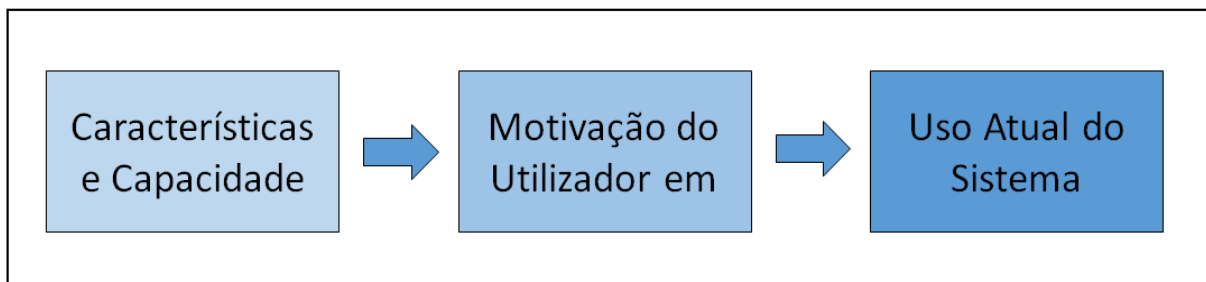 Características
e Capacidade
Motivação do
Utilizador em
Uso Atual do
Sistema